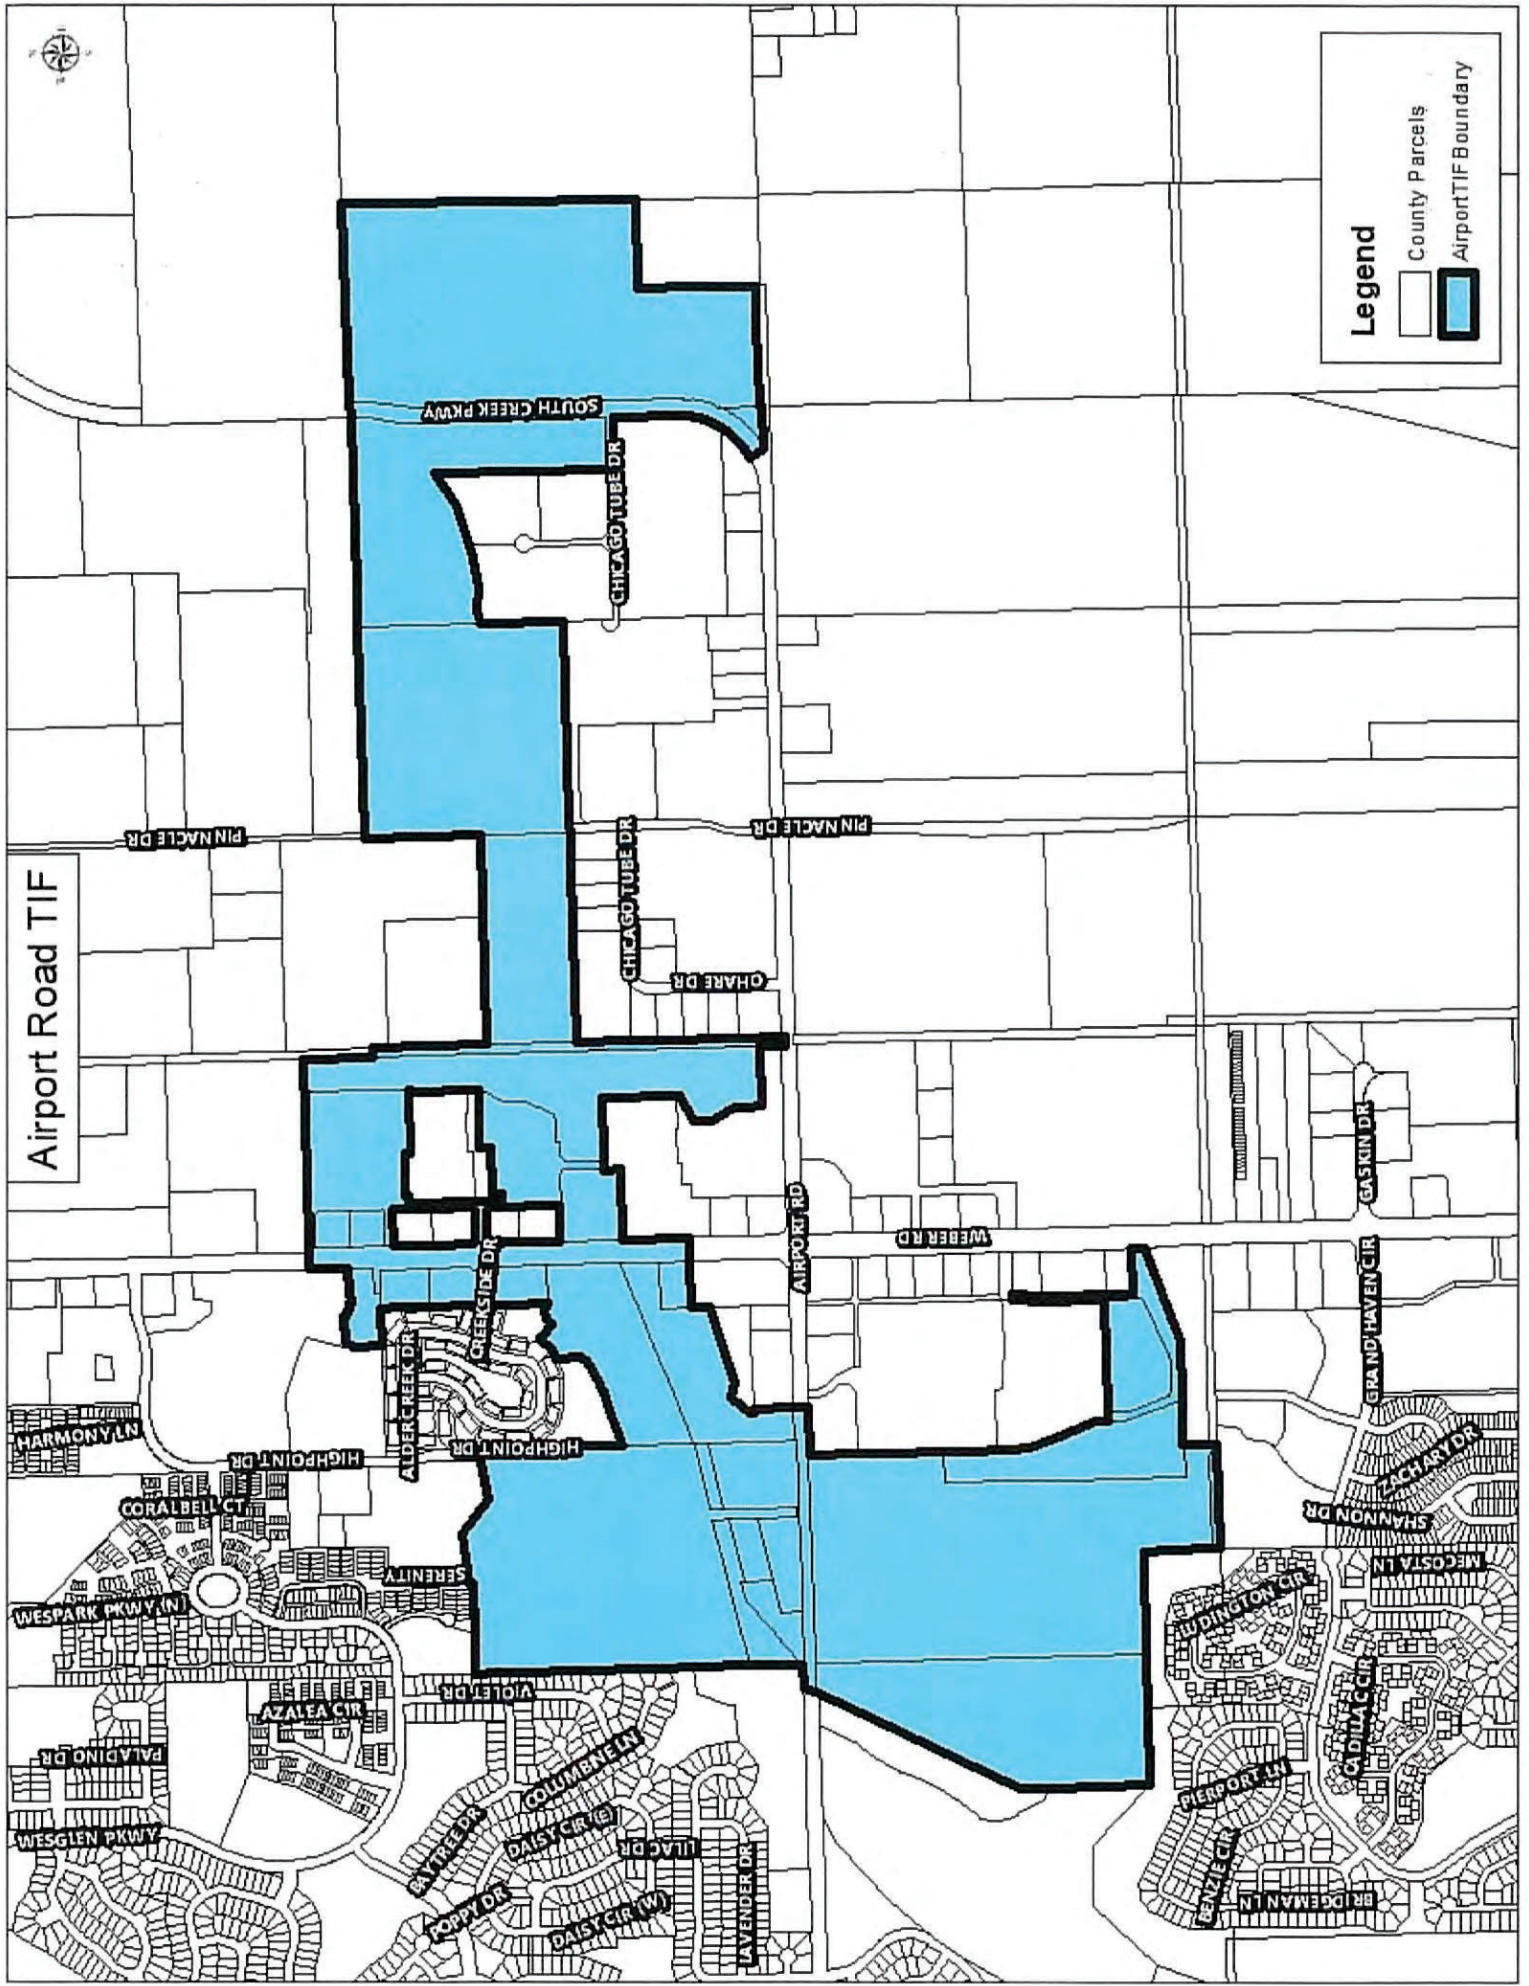 Airport Road TIF
HARMONY LN
HIGHPOINT DR
CORALBELL CT
WESPARK PKWY (N)
SERENITY
PALADINO DR
AZALEA CIR
WESGLEN PKWY
VIOLET DR
BAYTREE DR
COLUMBINE LN
POPPY DR
DAISY CIR (E)
LILAC DR
DAISY CIR (W)
LAVENDER DR
ALDERCREEK DR
CREEKSIDE DR
HIGHPOINT DR
PINNACLE DR
CHICAGO TUBE DR
OHARE DR
PINNACLE DR
SOUTH CREEK PKWY
CHICAGO TUBE DR
AIRPORT RD
WEBER RD
GASKIN DR
GRAND HAVEN CIR
ZACHARY DR
SHANNON DR
MECOSTA LN
LUDINGTON CIR
CADILLAC CIR
PIERPORT LN
BENZIE CIR
BRIDGEMAN LN
Legend
County Parcels
Airport TIF Boundary